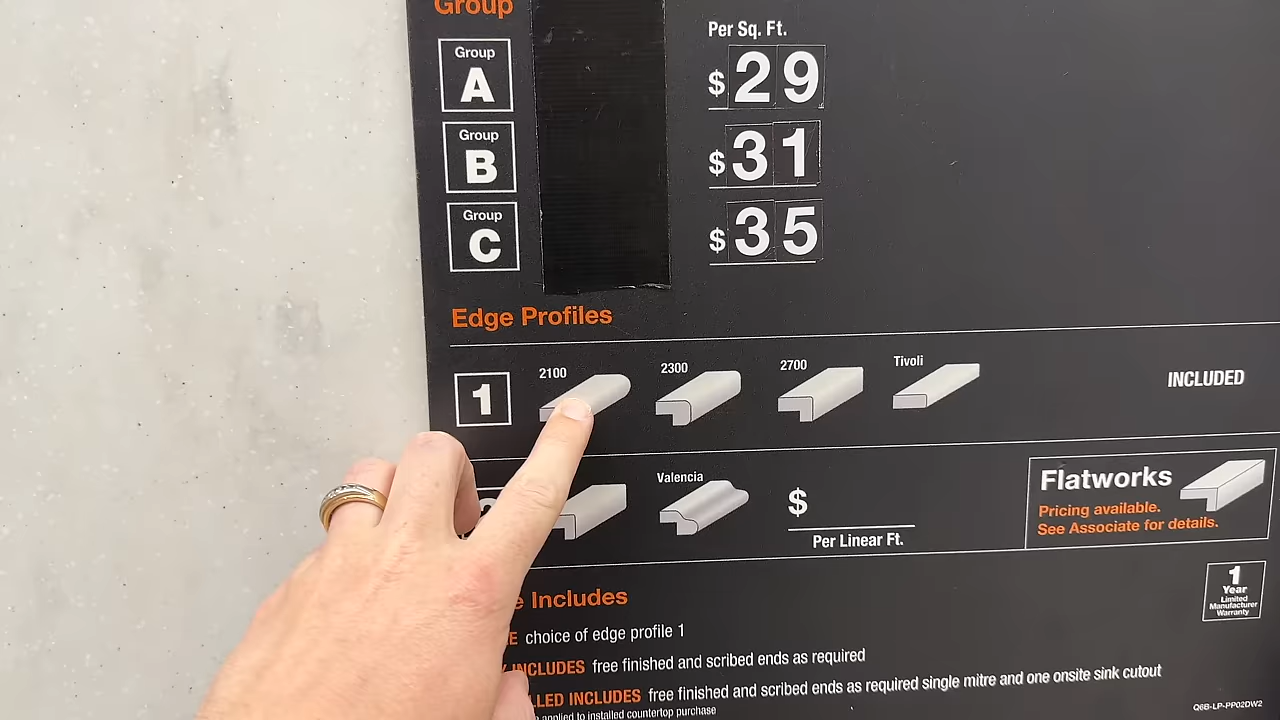 Group
Per Sq. Ft.
Group
A
$29
Group
B
$31
Group
C
$35
Edge Profiles
1
2100
2300
2700
Tivoli
INCLUDED
Valencia
$
Per Linear Ft.
Flatworks
Pricing available.
See Associate for details.
1
Year
Limited
Manufacturer
Warranty
Includes
choice of edge profile 1
INCLUDES free finished and scribed ends as required
INCLUDES free finished and scribed ends as required single mitre and one onsite sink cutout
applied to installed countertop purchase
Q6B-LP-PP02DW2